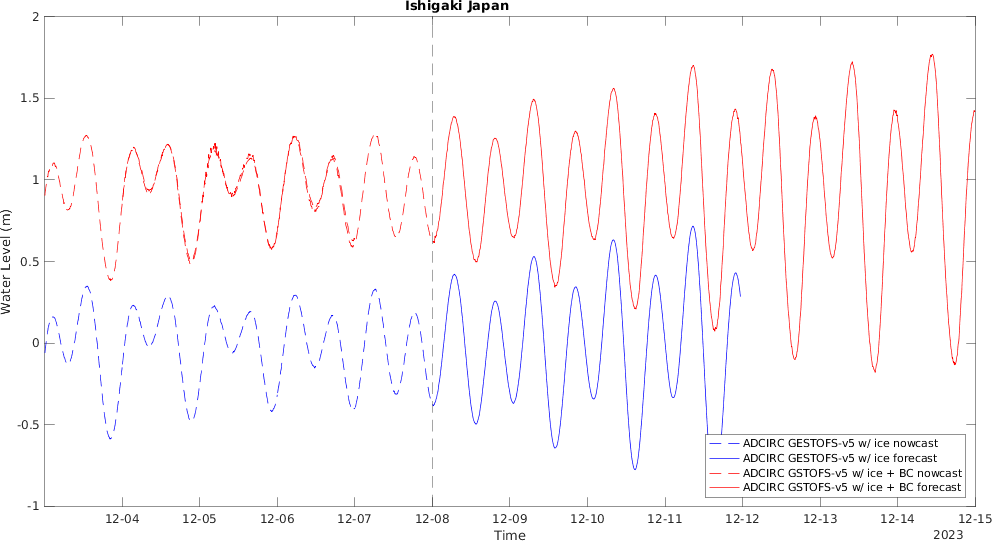 Ishigaki Japan
2
1.5
1
0.5
0
-0.5
-1
Water Level (m)
12-04
12-05
12-06
12-07
12-08
12-09
12-10
12-11
12-12
12-13
12-14
12-15
Time
2023
ADCIRC GESTOFS-v5 w/ ice nowcast
ADCIRC GESTOFS-v5 w/ ice forecast
ADCIRC GSTOFS-v5 w/ ice + BC nowcast
ADCIRC GSTOFS-v5 w/ ice + BC forecast